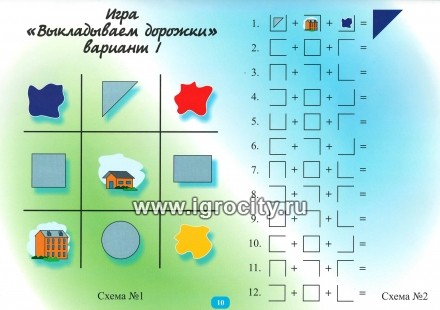 Игра
«Выкладываем дорожки»
вариант 1
www.igrocity.ru
Схема №1
10
1. + + =
2. + + =
3. + + =
4. + + =
5. + + =
6. + + =
7. + + =
8. + + =
9. + + =
10. + + =
11. + + =
12. + + =
Схема №2